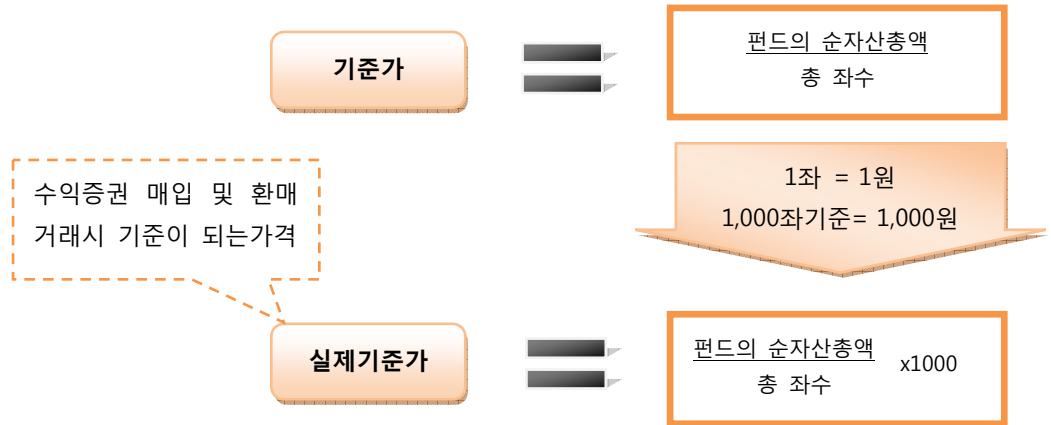 기준가
펀드의 순자산총액
총 좌수
수익증권 매입 및 환매
거래시 기준이 되는가격
1좌 = 1원
1,000좌기준= 1,000원
실제기준가
펀드의 순자산총액
총 좌수
x1000